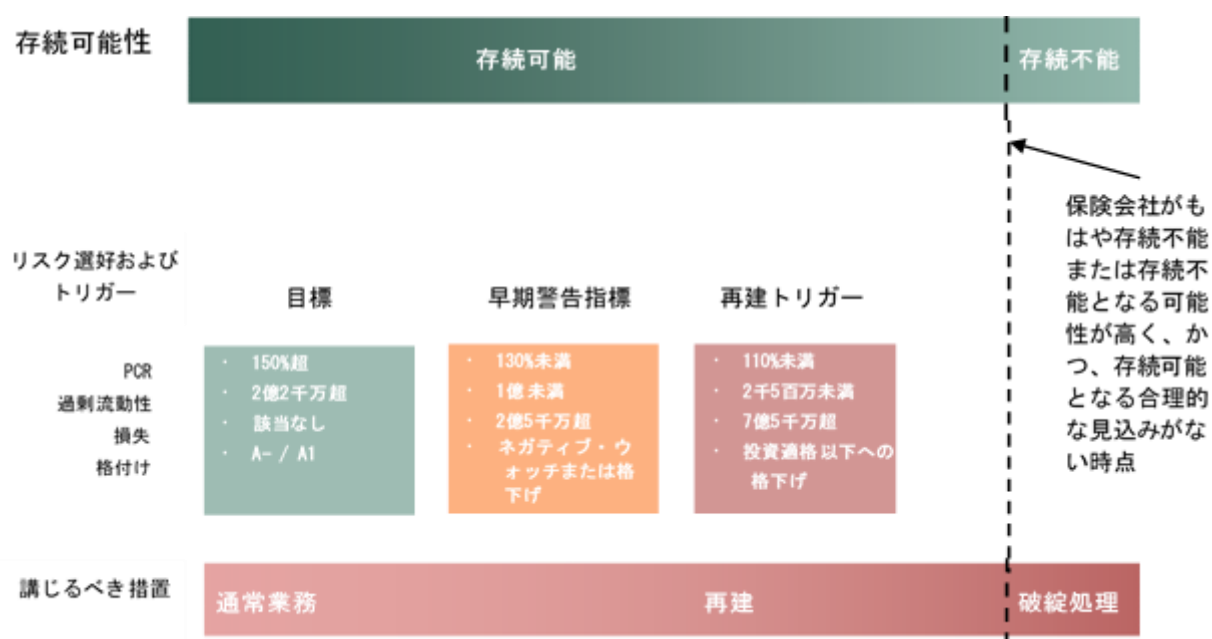 存続可能性
存続可能
存続不能
保険会社がも
はや存続不能
または存続不
能となる可能
性が高く、か
つ、存続可能
となる合理的
な見込みがな
い時点
リスク選好および
トリガー
目標
早期警告指標
再建トリガー
PCR
過剰流動性
損失
格付け
・ 150%超
・ 2億2千万超
・ 該当なし
・ A- / A1
・ 130%未満
・ 1億未満
・ 2億5千万超
・ ネガティブ・ウ
ォッチまたは格
下げ
・ 110%未満
・ 2千5百万未満
・ 7億5千万超
・ 投資適格以下への
格下げ
講じるべき措置
通常業務
再建
破綻処理